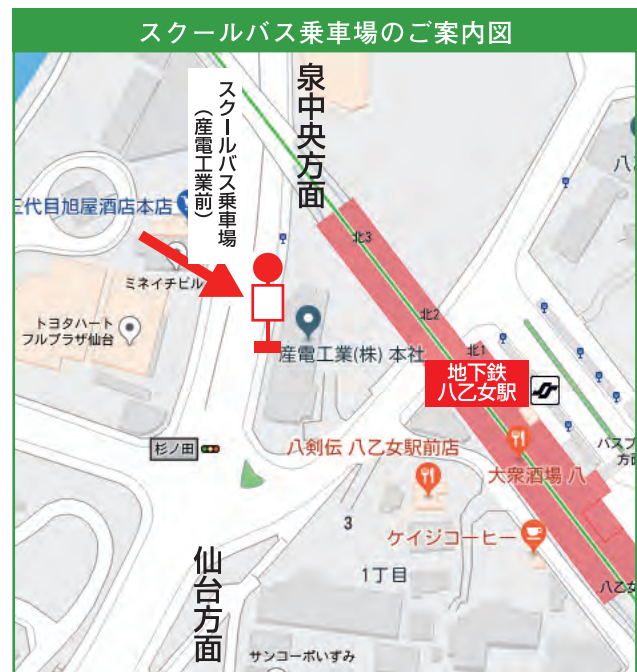 スクールバス乗車場のご案内図
スクールバス乗車場
（産電工業前）
泉中央方面
三代目旭屋酒店本店
北3
ミネイチビル
北2
トヨタハート
フルプラザ仙台
産電工業(株) 本社
北1
地下鉄
八乙女駅
杉ノ田
八剣伝 八乙女駅前店
大衆酒場 八
バスプ
方面
3
ケイジコーヒー
1丁目
仙台方面
八乙女
サンコーポいずみ
八